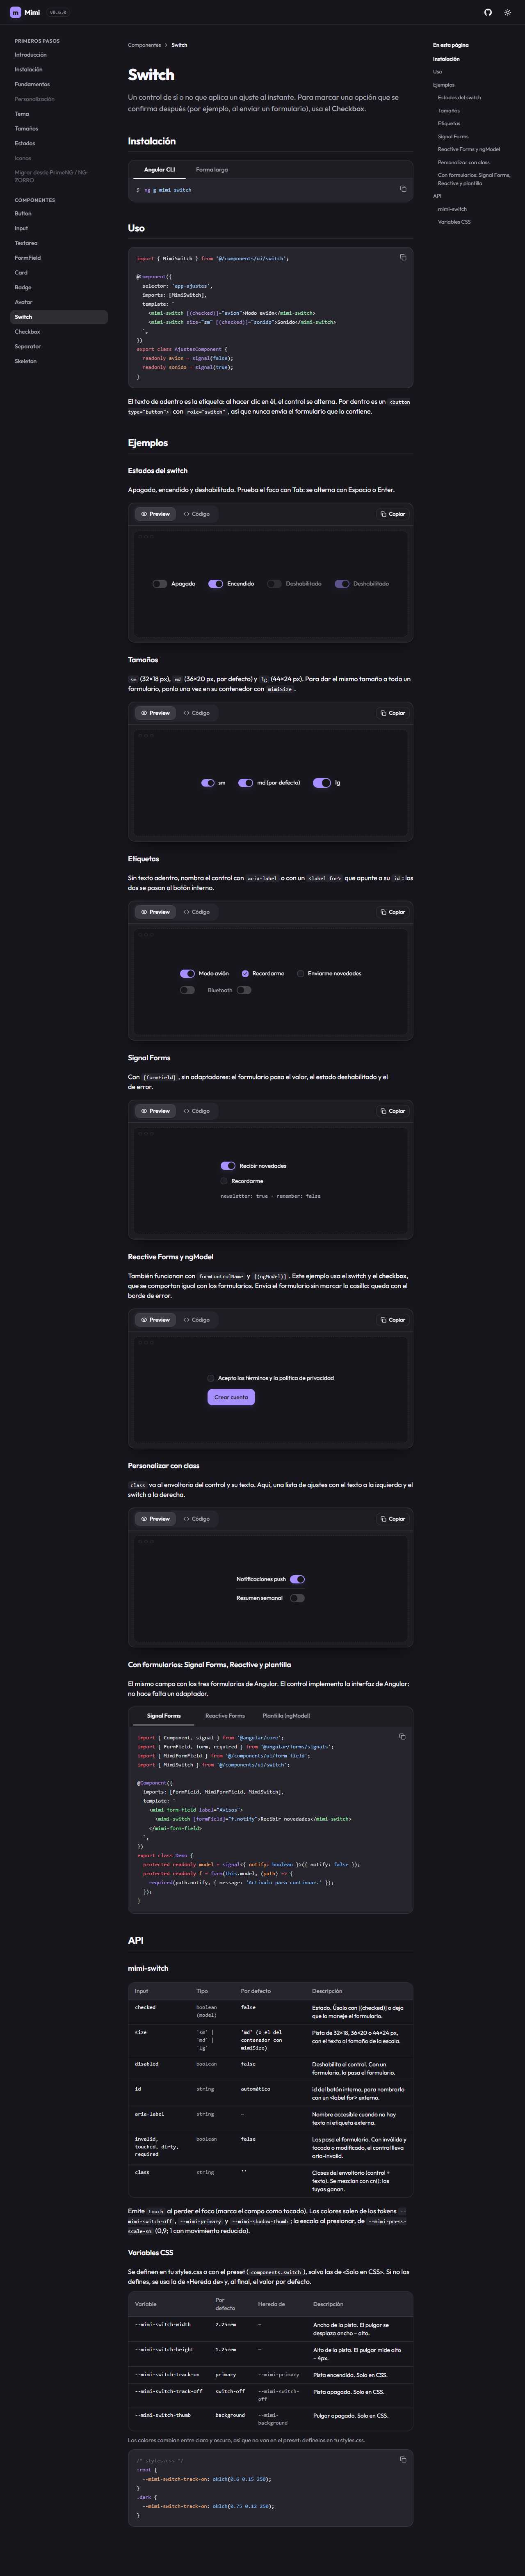 m Mimi v0.6.0
PRIMEROS PASOS
Introducción
Instalación
Fundamentos
Personalización
Tema
Tamaños
Estados
Iconos
Migrar desde PrimeNG / NG-
ZORRO
COMPONENTES
Button
Input
Textarea
FormField
Card
Badge
Avatar
Switch
Checkbox
Separator
Skeleton
Componentes > Switch
Switch
Un control de sí o no que aplica un ajuste al instante. Para marcar una opción que se
confirma después (por ejemplo, al enviar un formulario), usa el Checkbox.
Instalación
Angular CLI Forma larga
$ ng g mimi switch
Uso
import { MimiSwitch } from '@/components/ui/switch';
@Component({
selector: 'app-ajustes',
imports: [MimiSwitch],
template: `
<mimi-switch [(checked)]="avion">Modo avión</mimi-switch>
<mimi-switch size="sm" [(checked)]="sonido">Sonido</mimi-switch>
`,
})
export class AjustesComponent {
readonly avion = signal(false);
readonly sonido = signal(true);
}
El texto de adentro es la etiqueta: al hacer clic en él, el control se alterna. Por dentro es un <button
type="button"> con role="switch", así que nunca envía el formulario que lo contiene.
Ejemplos
Estados del switch
Apagado, encendido y deshabilitado. Prueba el foco con Tab: se alterna con Espacio o Enter.
Preview Código Copiar
Apagado Encendido Deshabilitado Deshabilitado
Tamaños
sm (32×18 px), md (36×20 px, por defecto) y lg (44×24 px). Para dar el mismo tamaño a todo un
formulario, ponlo una vez en su contenedor con mimiSize.
Preview Código Copiar
sm md (por defecto) lg
Etiquetas
Sin texto adentro, nombra el control con aria-label o con un <label for> que apunte a su id: los
dos se pasan al botón interno.
Preview Código Copiar
Modo avión Recordarme Enviarme novedades
Bluetooth
Signal Forms
Con [formField], sin adaptadores: el formulario pasa el valor, el estado deshabilitado y el
de error.
Preview Código Copiar
Recibir novedades
Recordarme
newsletter: true · remember: false
Reactive Forms y ngModel
También funcionan con formControlName y [(ngModel)]. Este ejemplo usa el switch y el checkbox,
que se comportan igual con los formularios. Envía el formulario sin marcar la casilla: queda con el
borde de error.
Preview Código Copiar
Acepto los términos y la política de privacidad
Crear cuenta
Personalizar con class
class va al envoltorio del control y su texto. Aquí, una lista de ajustes con el texto a la izquierda y el
switch a la derecha.
Preview Código Copiar
Notificaciones push
Resumen semanal
Con formularios: Signal Forms, Reactive y plantilla
El mismo campo con los tres formularios de Angular. El control implementa la interfaz de Angular:
no hace falta un adaptador.
Signal Forms Reactive Forms Plantilla (ngModel)
import { Component, signal } from '@angular/core';
import { FormField, form, required } from '@angular/forms/signals';
import { MimiFormField } from '@/components/ui/form-field';
import { MimiSwitch } from '@/components/ui/switch';
@Component({
imports: [FormField, MimiFormField, MimiSwitch],
template: `
<mimi-form-field label="Avisos">
<mimi-switch [formField]="f.notify">Recibir novedades</mimi-switch>
</mimi-form-field>
`,
})
export class Demo {
protected readonly model = signal<{ notify: boolean }>({ notify: false });
protected readonly f = form(this.model, (path) => {
required(path.notify, { message: 'Actívalo para continuar.' });
});
}
API
mimi-switch
Input Tipo Por defecto Descripción
checked boolean (model) false Estado. Úsalo con [(checked)] o deja que lo maneje el formulario.
size 'sm' | 'md' | 'lg' 'md' (o el del contenedor con mimiSize) Pista de 32×18, 36×20 o 44×24 px, con el texto al tamaño de la escala.
disabled boolean false Deshabilita el control. Con un formulario, lo pasa el formulario.
id string automático id del botón interno, para nombrarlo con un <label for> externo.
aria-label string — Nombre accesible cuando no hay texto ni etiqueta externa.
invalid, touched, dirty, required boolean false Los pasa el formulario. Con inválido y tocado o modificado, el control lleva aria-invalid.
class string '' Clases del envoltorio (control + texto). Se mezclan con cn(): las tuyas ganan.
Emite touch al perder el foco (marca el campo como tocado). Los colores salen de los tokens --
mimi-switch-off, --mimi-primary y --mimi-shadow-thumb; la escala al presionar, de --mimi-press-
scale-sm (0,9; 1 con movimiento reducido).
Variables CSS
Se definen en tu styles.css o con el preset (components.switch), salvo las de «Solo en CSS». Si no las
defines, se usa la de «Hereda de» y, al final, el valor por defecto.
Variable Por defecto Hereda de Descripción
--mimi-switch-width 2.25rem — Ancho de la pista. El pulgar se desplaza ancho − alto.
--mimi-switch-height 1.25rem — Alto de la pista. El pulgar mide alto − 4px.
--mimi-switch-track-on primary --mimi-primary Pista encendida. Solo en CSS.
--mimi-switch-track-off switch-off --mimi-switch-off Pista apagada. Solo en CSS.
--mimi-switch-thumb background --mimi-background Pulgar apagado. Solo en CSS.
Los colores cambian entre claro y oscuro, así que no van en el preset: defínelos en tu styles.css.
/* styles.css */
:root {
--mimi-switch-track-on: oklch(0.6 0.15 250);
}
.dark {
--mimi-switch-track-on: oklch(0.75 0.12 250);
}
En esta página
Instalación
Uso
Ejemplos
Estados del switch
Tamaños
Etiquetas
Signal Forms
Reactive Forms y ngModel
Personalizar con class
Con formularios: Signal Forms,
Reactive y plantilla
API
mimi-switch
Variables CSS